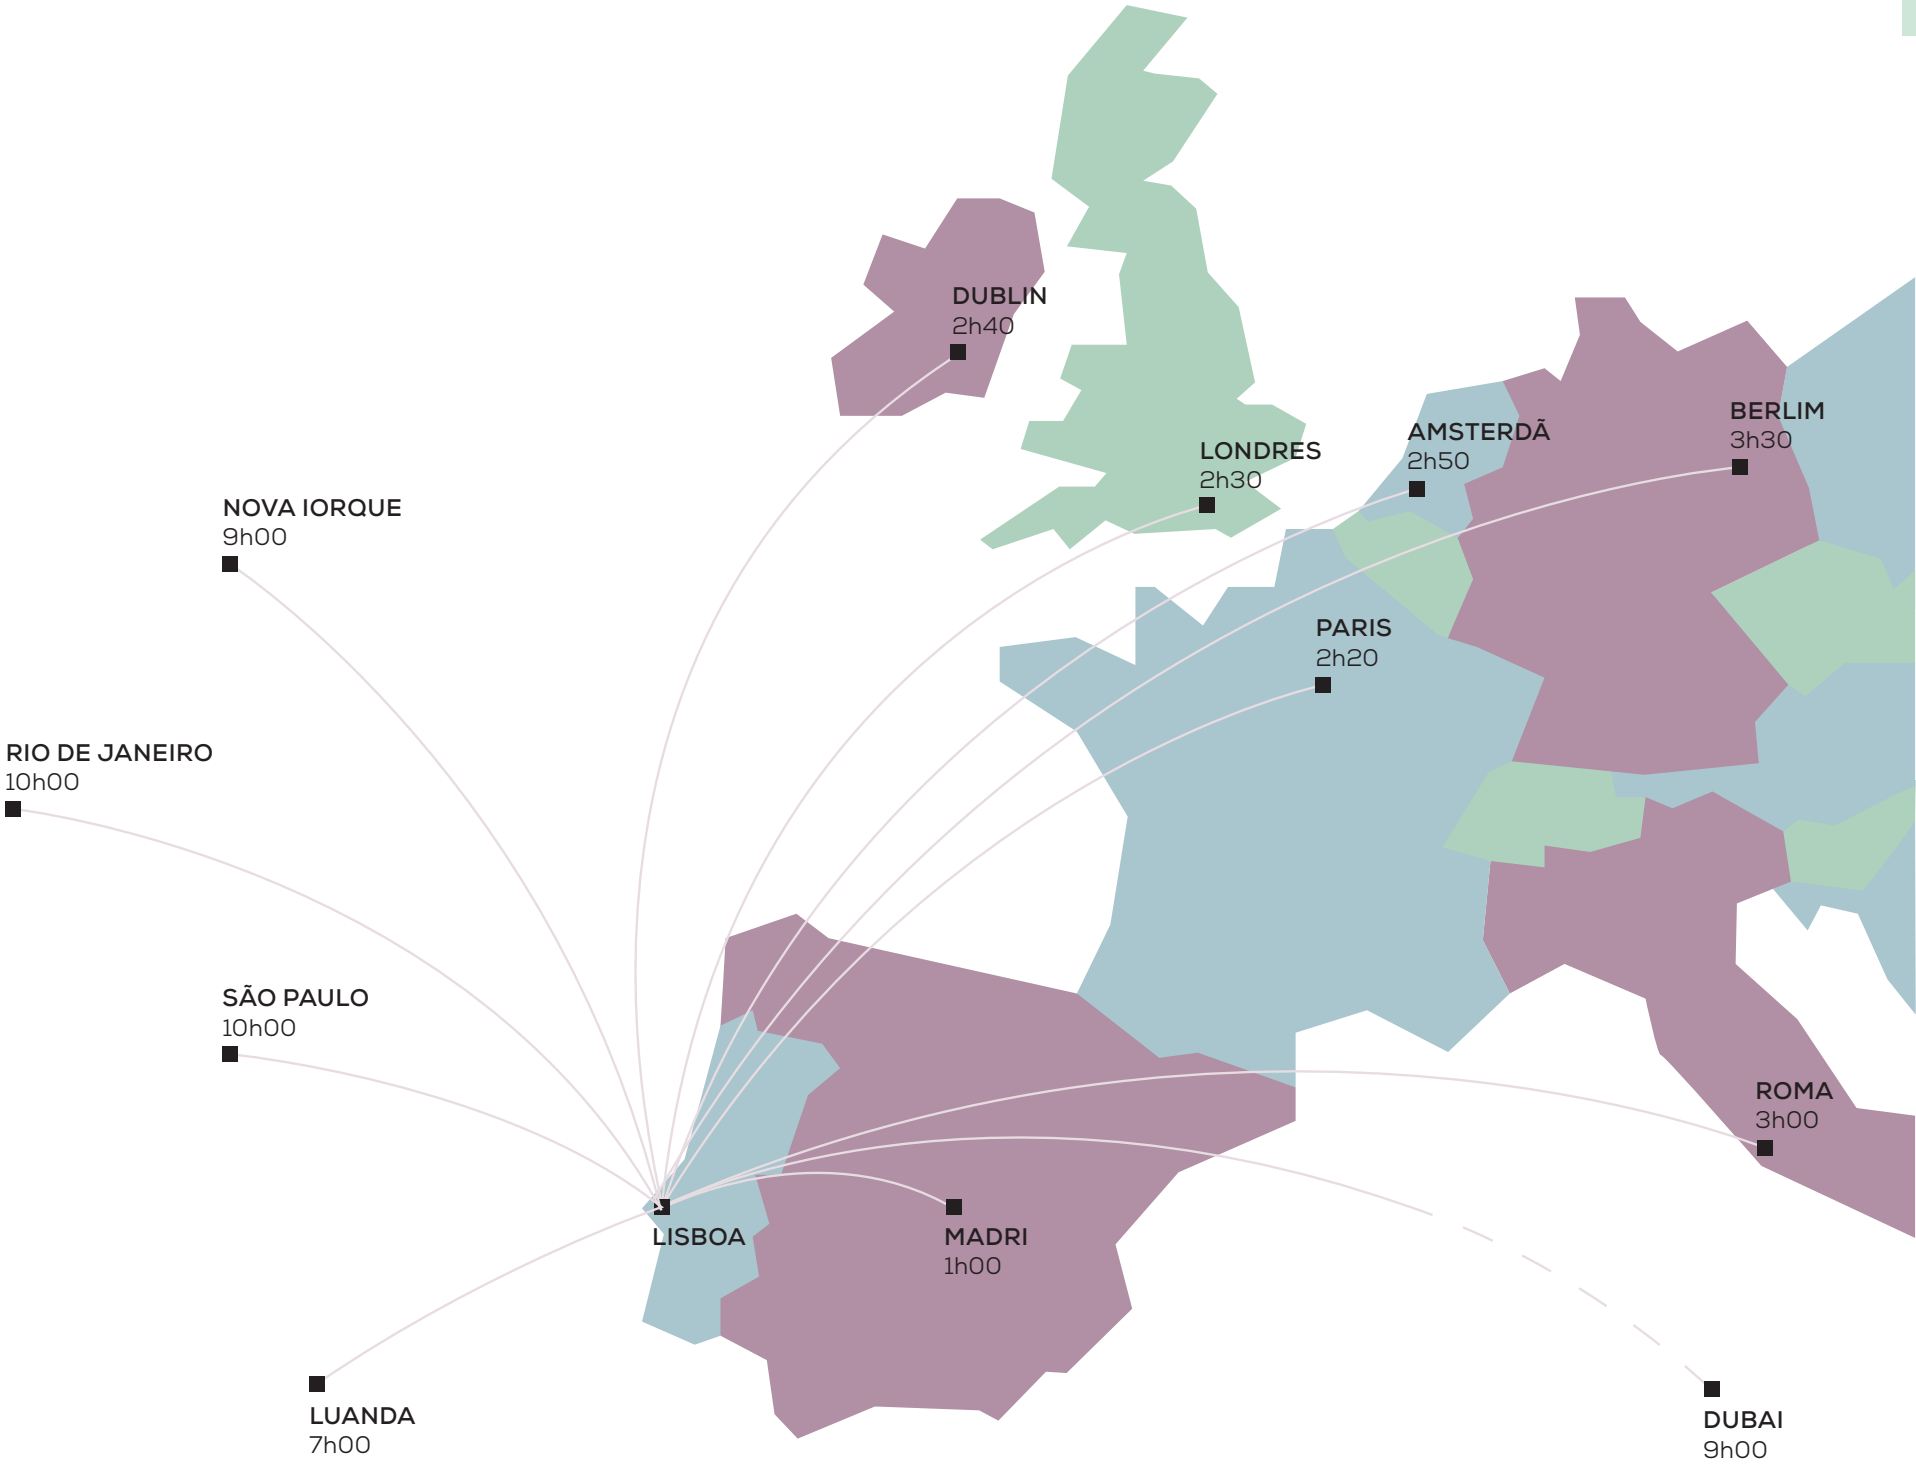 DUBLIN
2h40
BERLIM
3h30
AMSTERDÃ
2h50
LONDRES
2h30
NOVA IORQUE
9h00
PARIS
2h20
RIO DE JANEIRO
10h00
SÃO PAULO
10h00
ROMA
3h00
LISBOA
MADRI
1h00
LUANDA
7h00
DUBAI
9h00